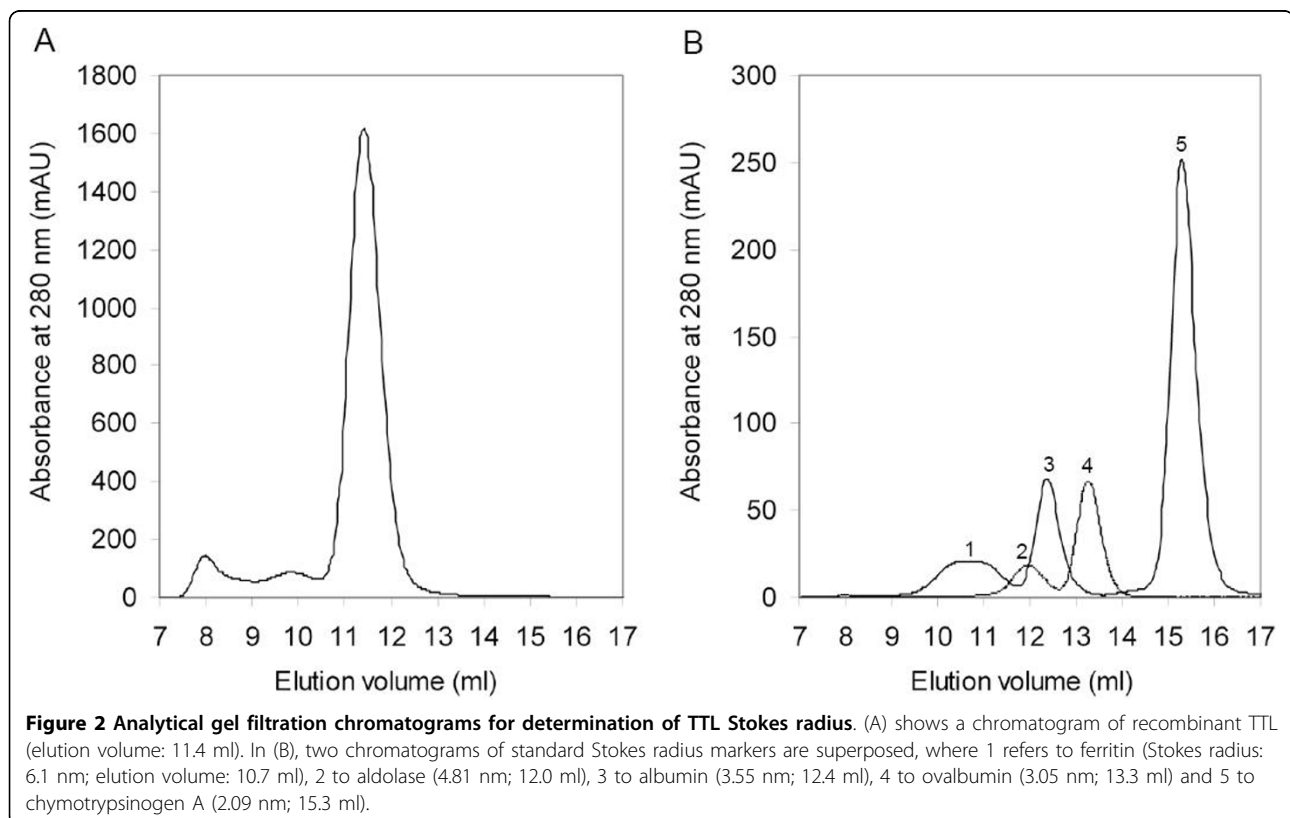 A
1800
1600
1400
1200
1000
800
600
400
200
0
Absorbance at 280 nm (mAU)
7 8 9 10 11 12 13 14 15 16 17
Elution volume (ml)
B
300
250
200
150
100
50
0
Absorbance at 280 nm (mAU)
1
2
3
4
5
7 8 9 10 11 12 13 14 15 16 17
Elution volume (ml)
Figure 2 Analytical gel filtration chromatograms for determination of TTL Stokes radius. (A) shows a chromatogram of recombinant TTL
(elution volume: 11.4 ml). In (B), two chromatograms of standard Stokes radius markers are superposed, where 1 refers to ferritin (Stokes radius:
6.1 nm; elution volume: 10.7 ml), 2 to aldolase (4.81 nm; 12.0 ml), 3 to albumin (3.55 nm; 12.4 ml), 4 to ovalbumin (3.05 nm; 13.3 ml) and 5 to
chymotrypsinogen A (2.09 nm; 15.3 ml).